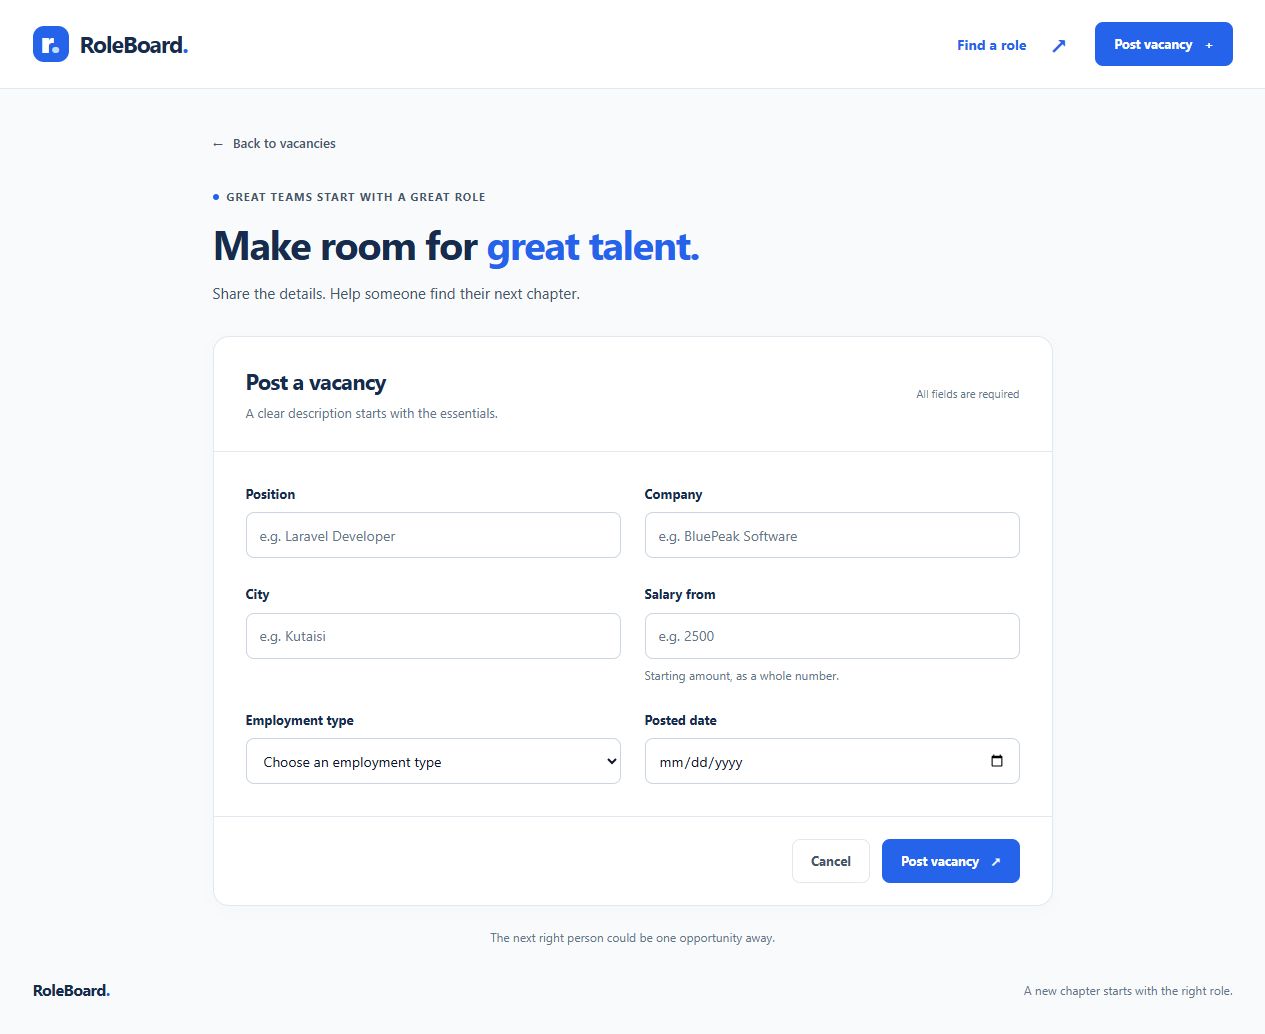 r.
RoleBoard.
Find a role ↗
Post vacancy +
← Back to vacancies
GREAT TEAMS START WITH A GREAT ROLE
Make room for great talent.
Share the details. Help someone find their next chapter.
Post a vacancy
A clear description starts with the essentials.
All fields are required
Position
e.g. Laravel Developer
Company
e.g. BluePeak Software
City
e.g. Kutaisi
Salary from
e.g. 2500
Starting amount, as a whole number.
Employment type
Choose an employment type
Posted date
mm/dd/yyyy
Cancel
Post vacancy ↗
The next right person could be one opportunity away.
RoleBoard.
A new chapter starts with the right role.